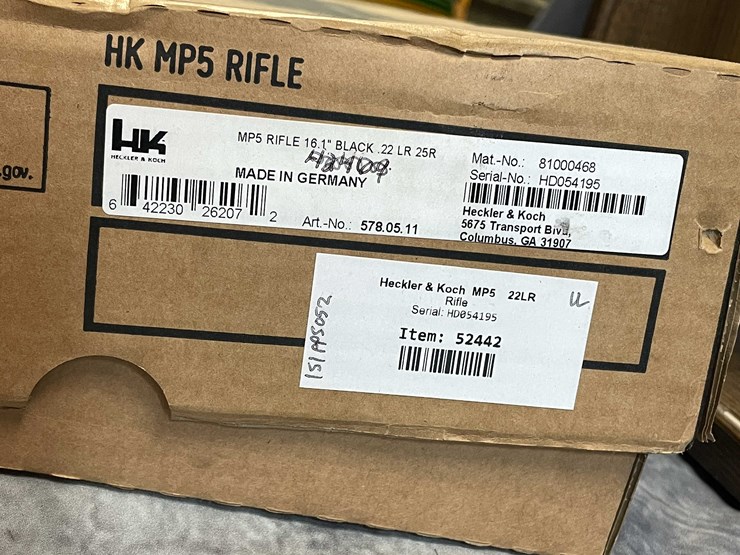 HK MP5 RIFLE
gov.
HK
HECKLER & KOCH
MP5 RIFLE 16.1" BLACK .22 LR 25R
MADE IN GERMANY
6 42230 26207 2
Art.-No.: 578.05.11
Mat.-No.: 81000468
Serial-No.: HD054195
Heckler & Koch
5675 Transport Blvd,
Columbus, GA 31907
Heckler & Koch MP5 22LR
Rifle
Serial: HD054195
Item: 52442